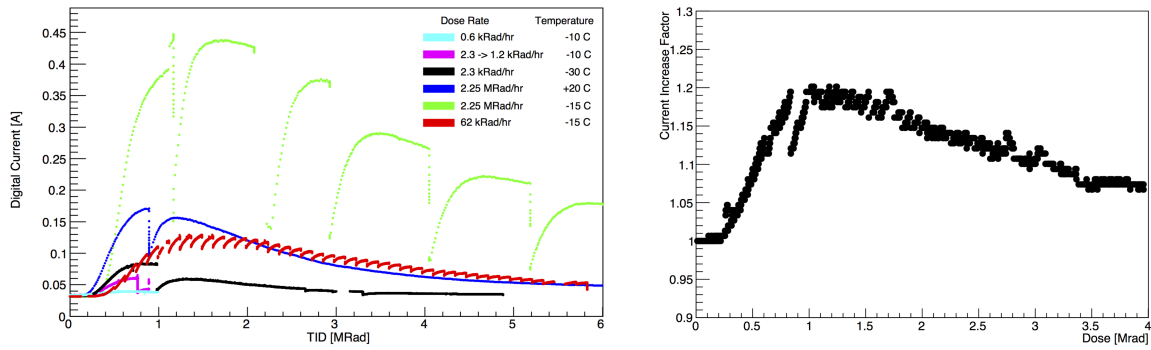 Digital Current [A]
0.45
0.4
0.35
0.3
0.25
0.2
0.15
0.1
0.05
0
0 1 2 3 4 5 6
TID [MRad]
Dose Rate Temperature
0.6 kRad/hr -10 C
2.3 -> 1.2 kRad/hr -10 C
2.3 kRad/hr -30 C
2.25 MRad/hr +20 C
2.25 MRad/hr -15 C
62 kRad/hr -15 C
Current Increase Factor
1.3
1.25
1.2
1.15
1.1
1.05
1
0.95
0.9
0 0.5 1 1.5 2 2.5 3 3.5 4
Dose [Mrad]